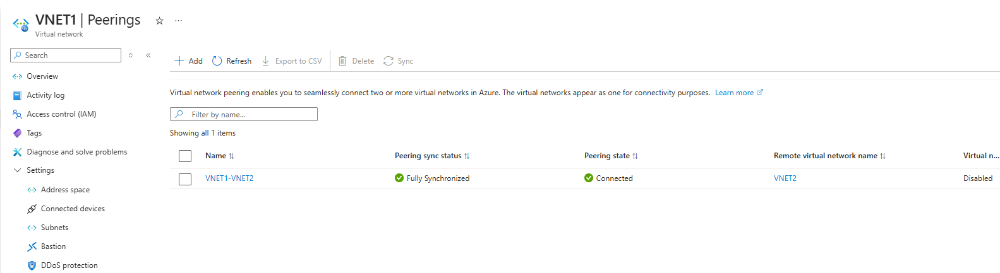 VNET1 | Peerings ☆ ···
Virtual network
Search
Overview
Activity log
Access control (IAM)
Tags
Diagnose and solve problems
Settings
Address space
Connected devices
Subnets
Bastion
DDoS protection
Add Refresh Export to CSV Delete Sync
Virtual network peering enables you to seamlessly connect two or more virtual networks in Azure. The virtual networks appear as one for connectivity purposes. Learn more
Filter by name...
Showing all 1 items
Name Peering sync status Peering state Remote virtual network name Virtual n...
VNET1-VNET2 Fully Synchronized Connected VNET2 Disabled